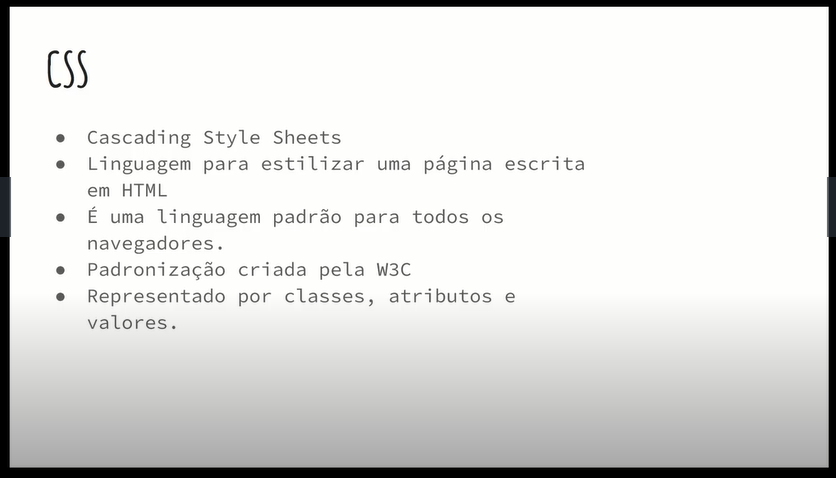 CSS
● Cascading Style Sheets
● Linguagem para estilizar uma página escrita
em HTML
● É uma linguagem padrão para todos os
navegadores.
● Padronização criada pela W3C
● Representado por classes, atributos e
valores.